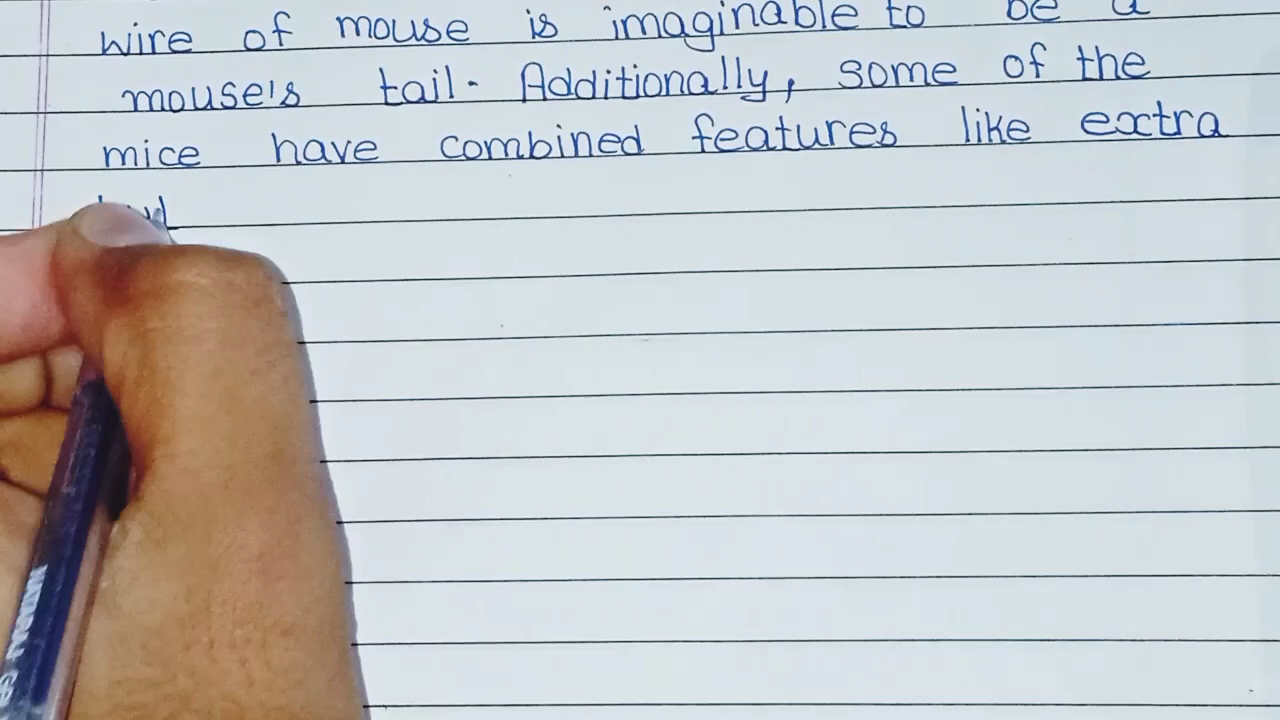 wire of mouse is imaginable to be a
mouse's tail. Additionally, some of the
mice have combined features like extra